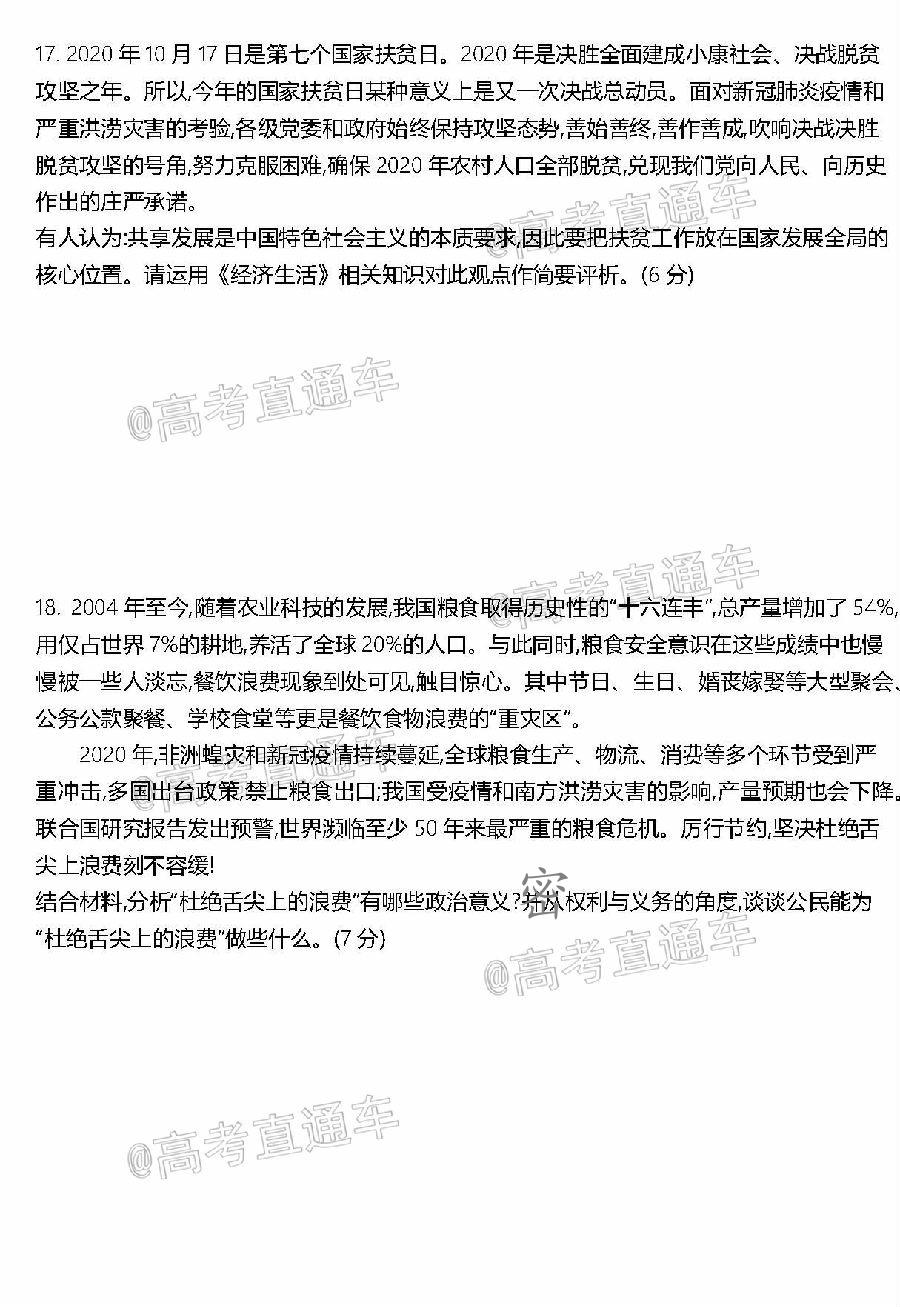 17. 2020 年 10 月 17 日是第七个国家扶贫日。2020 年是决胜全面建成小康社会、决战脱贫
攻坚之年。所以,今年的国家扶贫日某种意义上是又一次决战总动员。面对新冠肺炎疫情和
严重洪涝灾害的考验,各级党委和政府始终保持攻坚态势,善始善终,善作善成,吹响决战决胜
脱贫攻坚的号角,努力克服困难,确保 2020 年农村人口全部脱贫,兑现我们党向人民、向历史
作出的庄严承诺。
@高考直通车
有人认为:共享发展是中国特色社会主义的本质要求,因此要把扶贫工作放在国家发展全局的
核心位置。请运用《经济生活》相关知识对此观点作简要评析。(6 分)
@高考直通车
@高考直通车
18. 2004 年至今,随着农业科技的发展,我国粮食取得历史性的“十六连丰”,总产量增加了 54%,
用仅占世界 7%的耕地,养活了全球 20%的人口。与此同时,粮食安全意识在这些成绩中也慢
慢被一些人淡忘,餐饮浪费现象到处可见,触目惊心。其中节日、生日、婚丧嫁娶等大型聚会、
公务公款聚餐、学校食堂等更是餐饮食物浪费的“重灾区”。
2020 年,非洲蝗灾和新冠疫情持续蔓延,全球粮食生产、物流、消费等多个环节受到严
@高考直通车
重冲击,多国出台政策,禁止粮食出口;我国受疫情和南方洪涝灾害的影响,产量预期也会下降。
联合国研究报告发出预警,世界濒临至少 50 年来最严重的粮食危机。厉行节约,坚决杜绝舌
尖上浪费刻不容缓!
密
结合材料,分析“杜绝舌尖上的浪费”有哪些政治意义?并从权利与义务的角度,谈谈公民能为
“杜绝舌尖上的浪费”做些什么。(7 分)
@高考直通车
@高考直通车